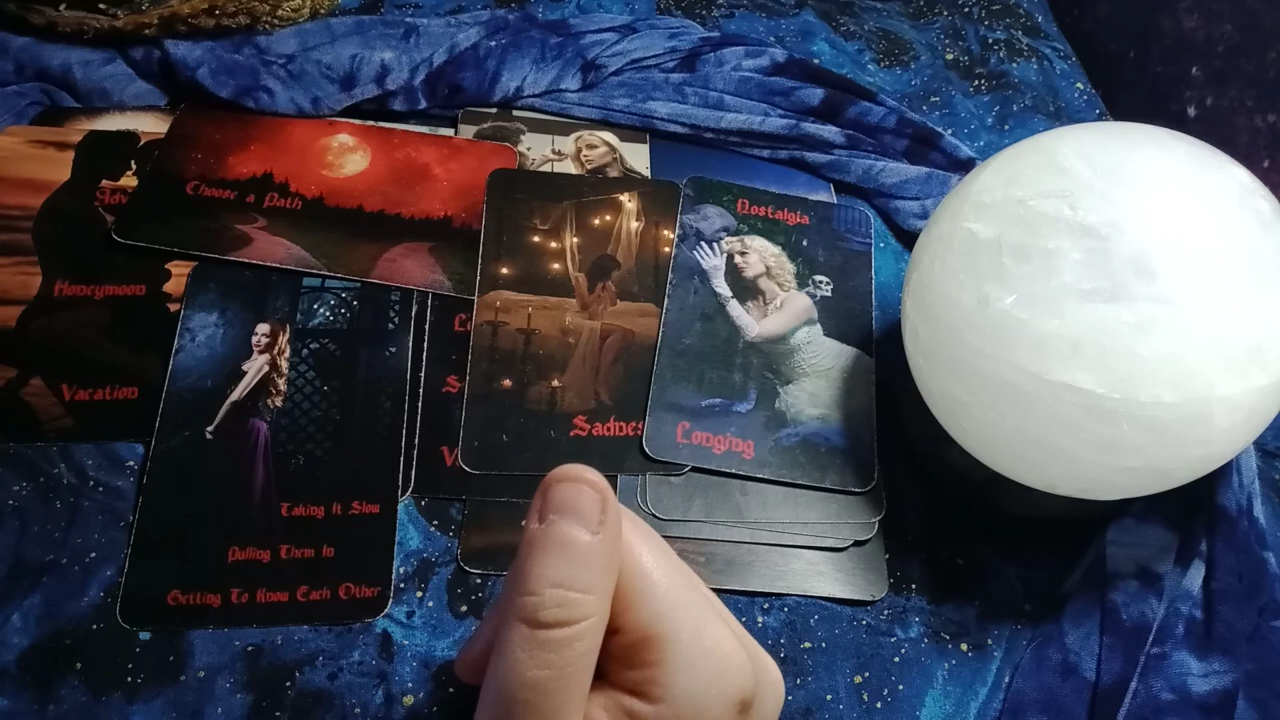 Choose a Path
Honeymoon
Vacation
Taking It Slow
Pulling Them In
Getting To Know Each Other
Nostalgia
Longing